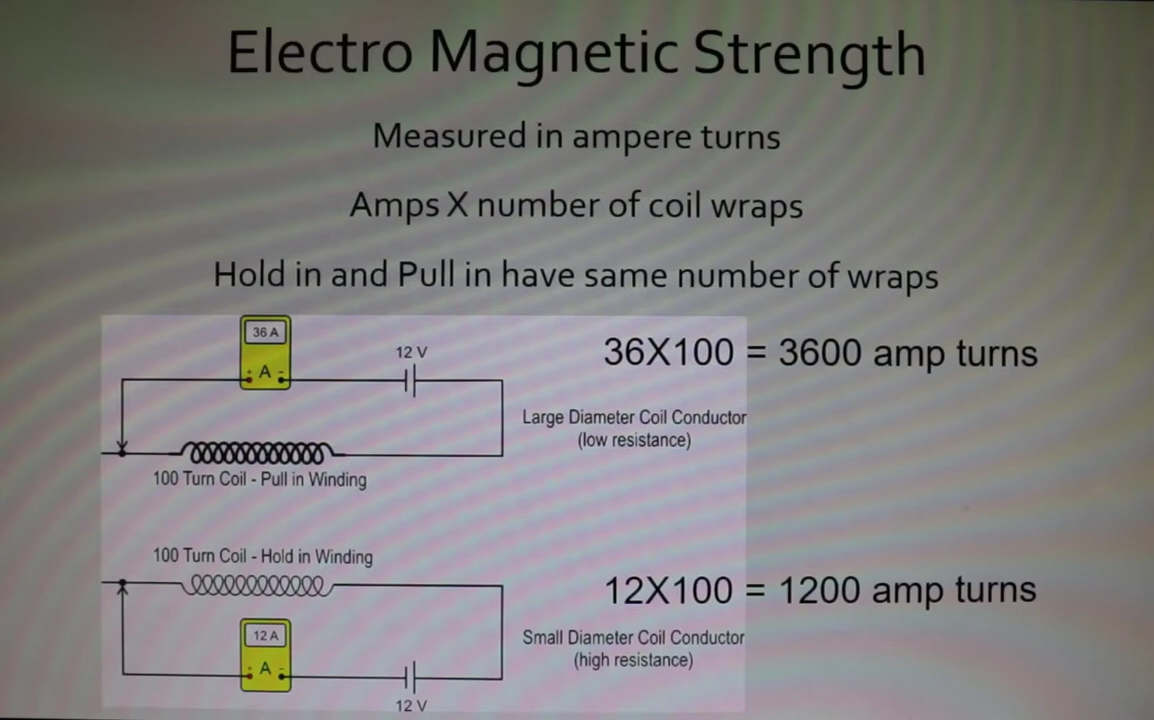 Electro Magnetic Strength
Measured in ampere turns
Amps X number of coil wraps
Hold in and Pull in have same number of wraps
36 A
A
12 V
36X100 = 3600 amp turns
Large Diameter Coil Conductor
(low resistance)
100 Turn Coil - Pull in Winding
100 Turn Coil - Hold in Winding
12X100 = 1200 amp turns
Small Diameter Coil Conductor
(high resistance)
12 A
A
12 V